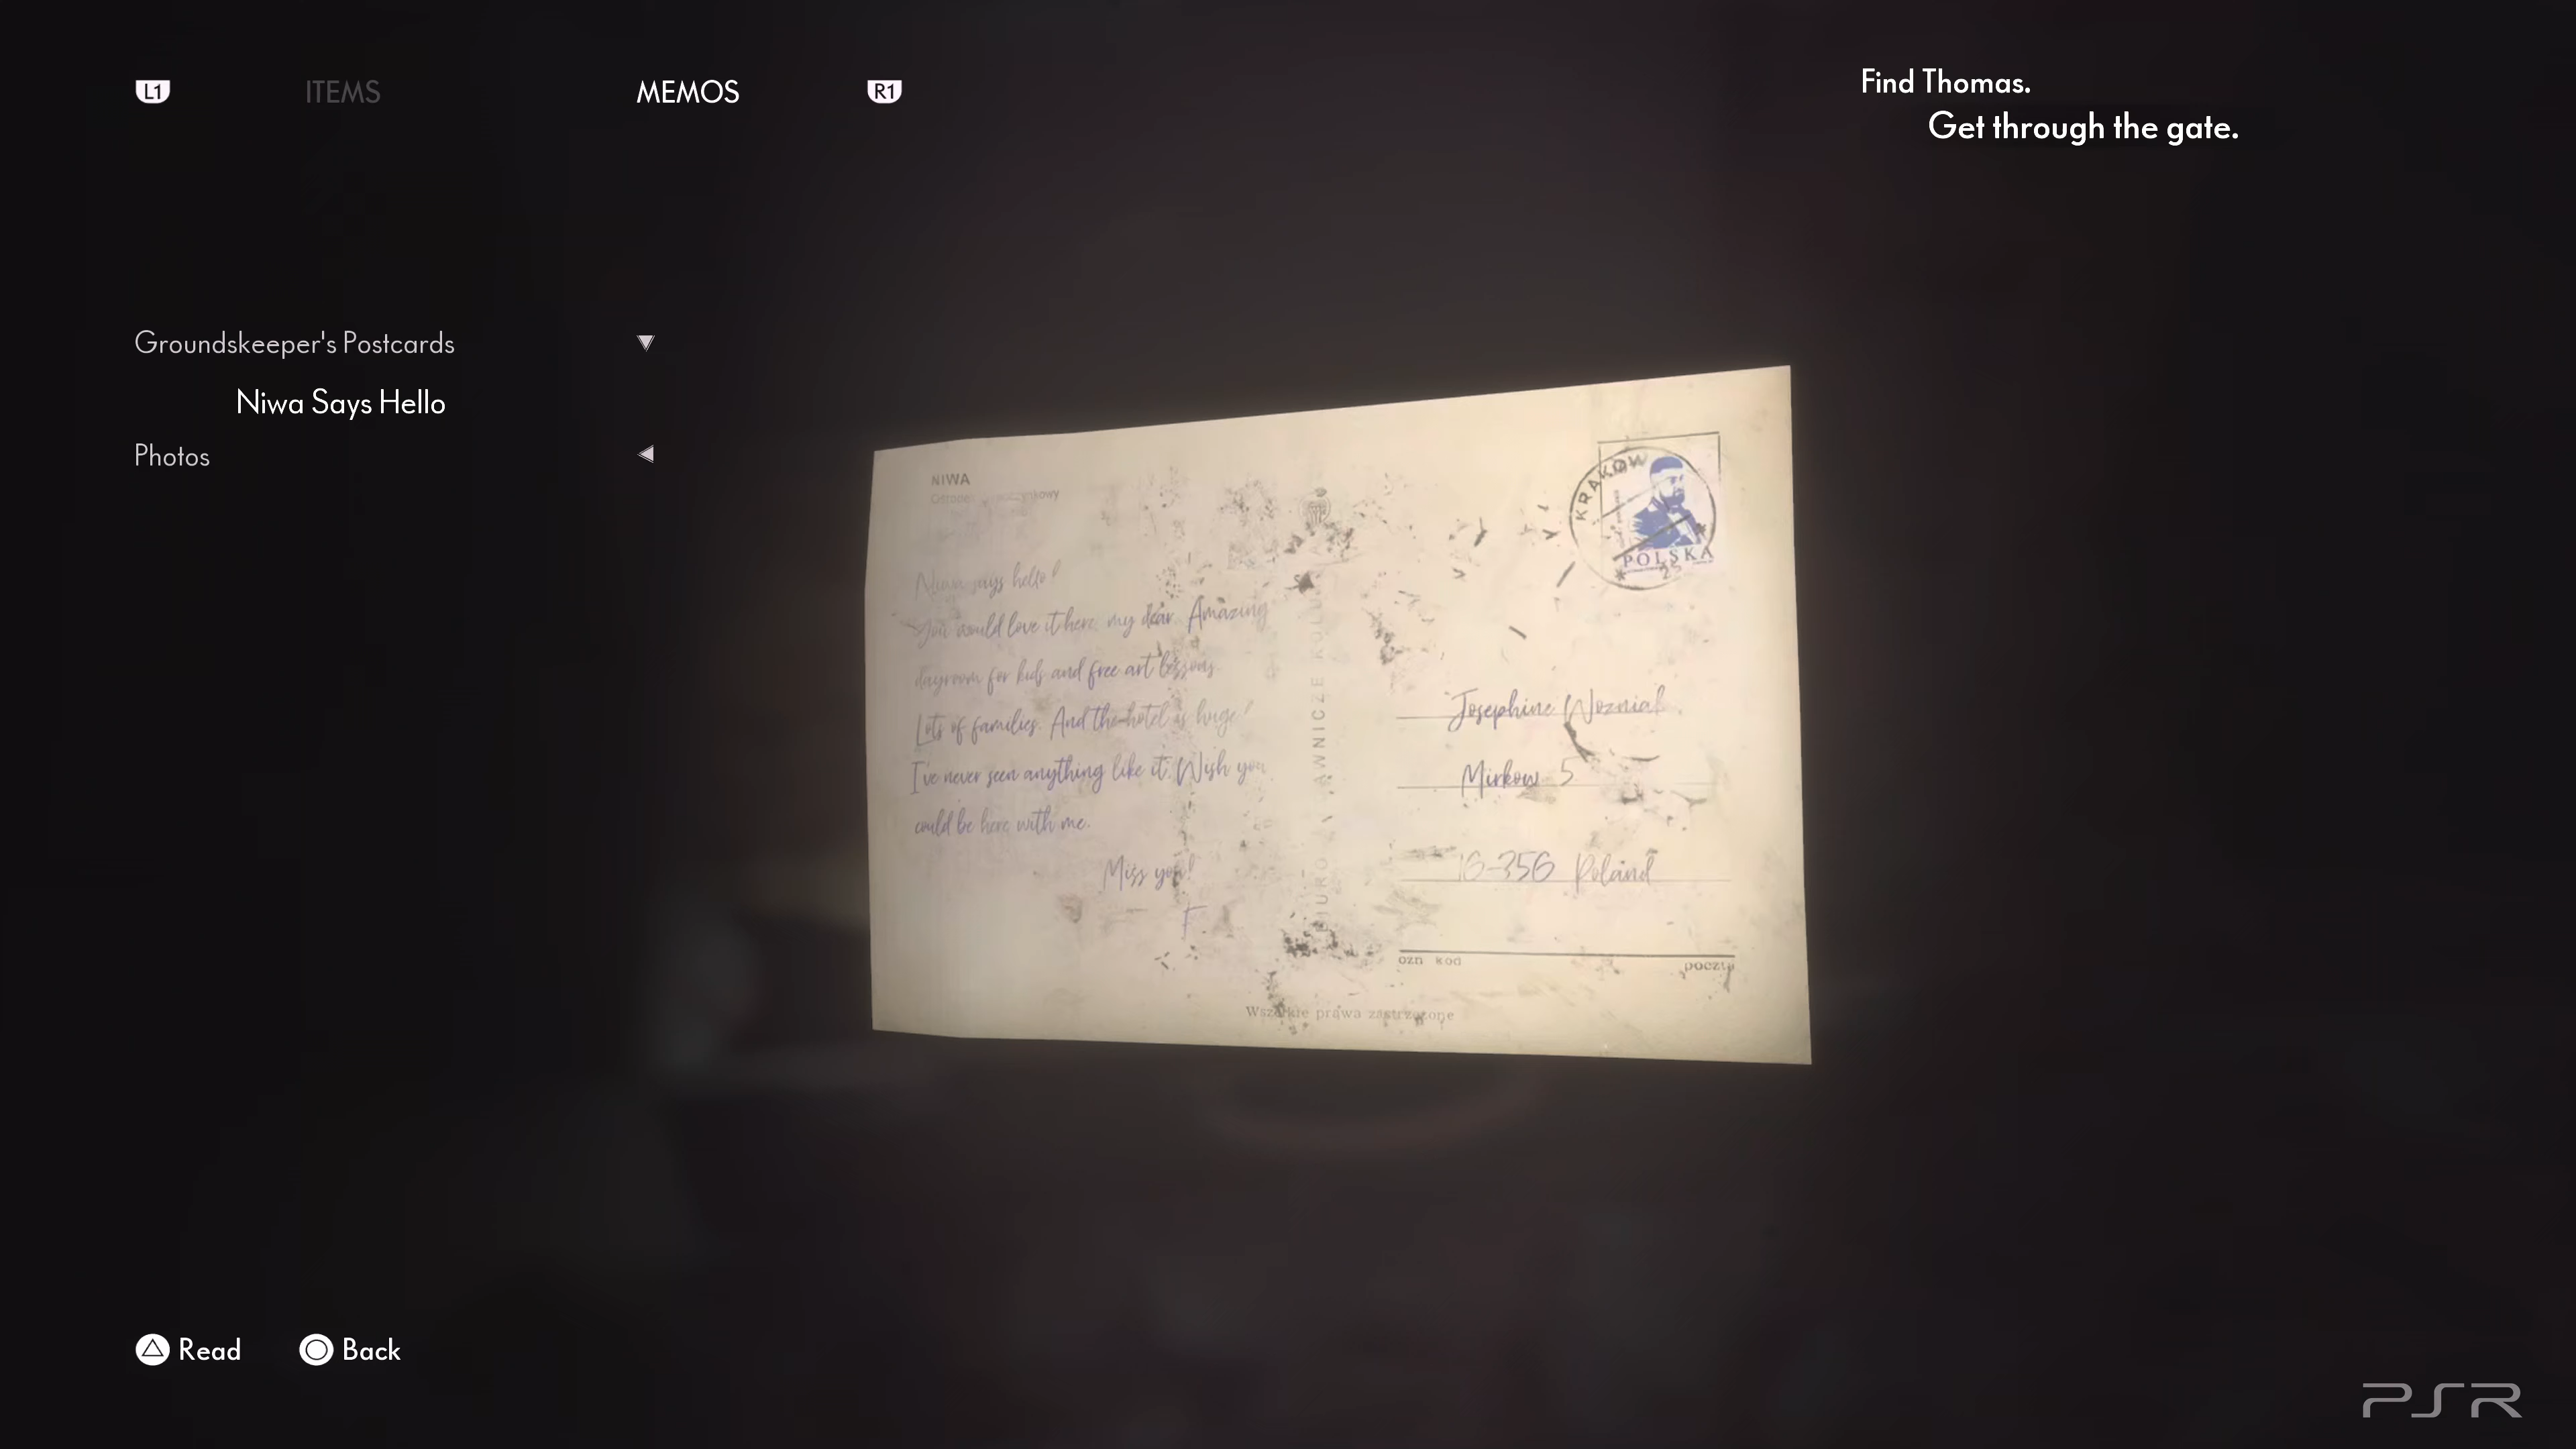 L1 ITEMS MEMOS R1
Find Thomas.
Get through the gate.
Groundskeeper's Postcards
Niwa Says Hello
Photos
NIWA
Niwa says hello!
You would love it here, my dear. Amazing
dayroom for kids and free art lessons.
Lots of families. And the hotel is huge!
I've never seen anything like it. Wish you
could be here with me.
Miss you!
F.
KRAKOW
POLSKA
Josephine Wozniak
Mirkow 5
16-356 Poland
ozn kod
poczta
Wszelkie prawa zastrzeżone
Read
Back
PSR